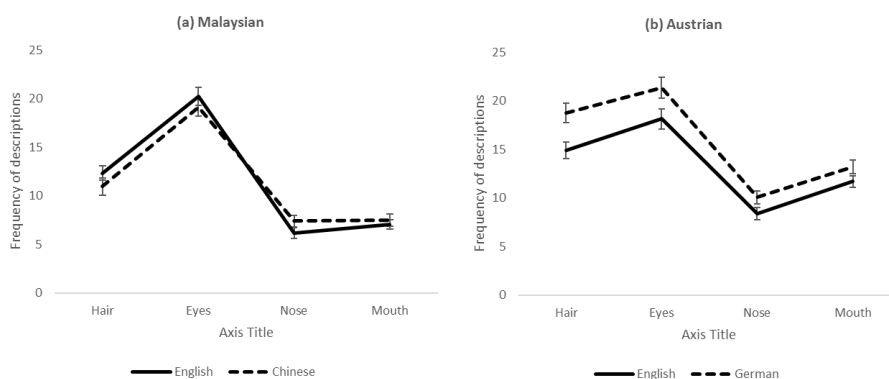 (a) Malaysian
25
20
15
10
5
0
Frequency of descriptions
Hair Eyes Nose Mouth
Axis Title
English Chinese
(b) Austrian
25
20
15
10
5
0
Frequency of descriptions
Hair Eyes Nose Mouth
Axis Title
English German